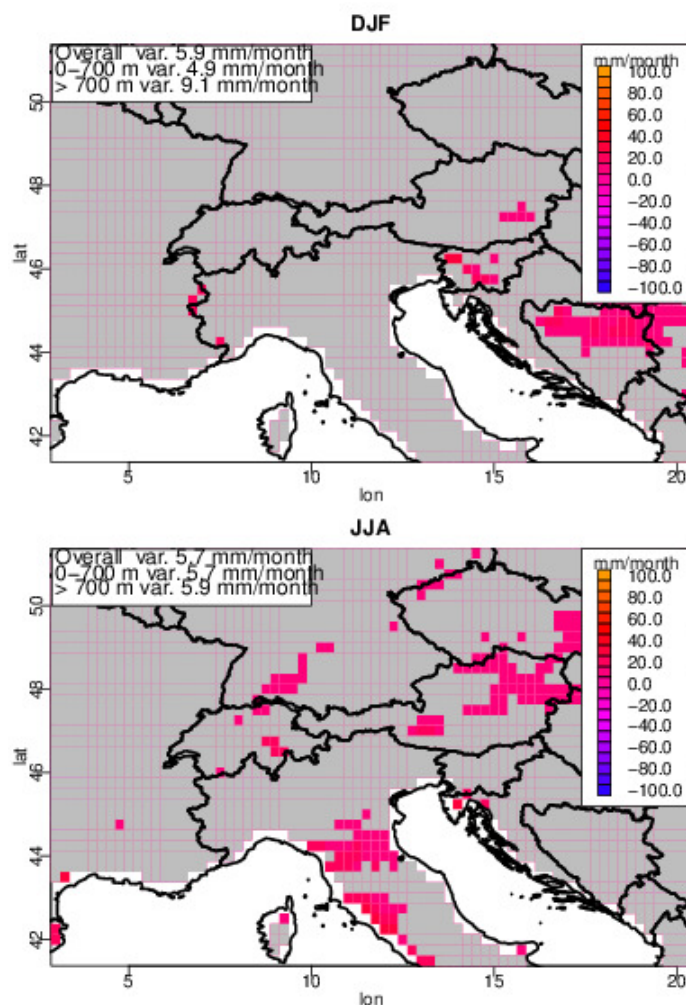 DJF
Overall var. 5.9 mm/month
0−700 m var. 4.9 mm/month
> 700 m var. 9.1 mm/month
mm/month
100.0
80.0
60.0
40.0
20.0
0.0
−20.0
−40.0
−60.0
−80.0
−100.0
lat
50
48
46
44
42
5
10
15
20
lon
JJA
Overall var. 5.7 mm/month
0−700 m var. 5.7 mm/month
> 700 m var. 5.9 mm/month
mm/month
100.0
80.0
60.0
40.0
20.0
0.0
−20.0
−40.0
−60.0
−80.0
−100.0
lat
50
48
46
44
42
5
10
15
20
lon